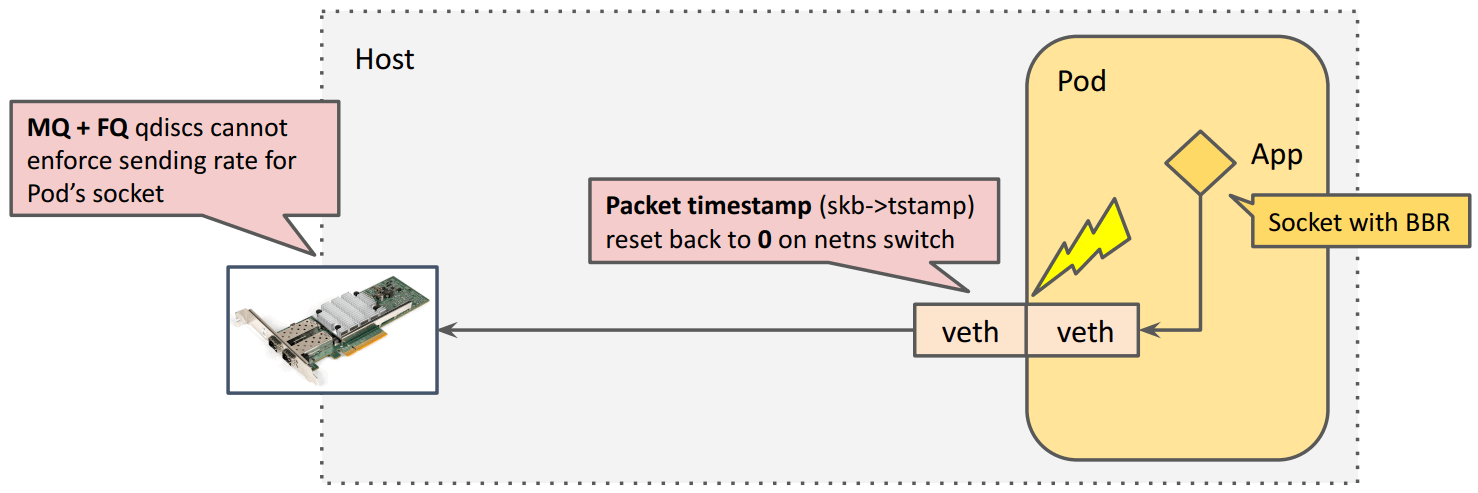 Host
Pod
MQ + FQ qdiscs cannot
enforce sending rate for
Pod’s socket
App
Packet timestamp (skb->tstamp)
reset back to 0 on netns switch
Socket with BBR
veth
veth